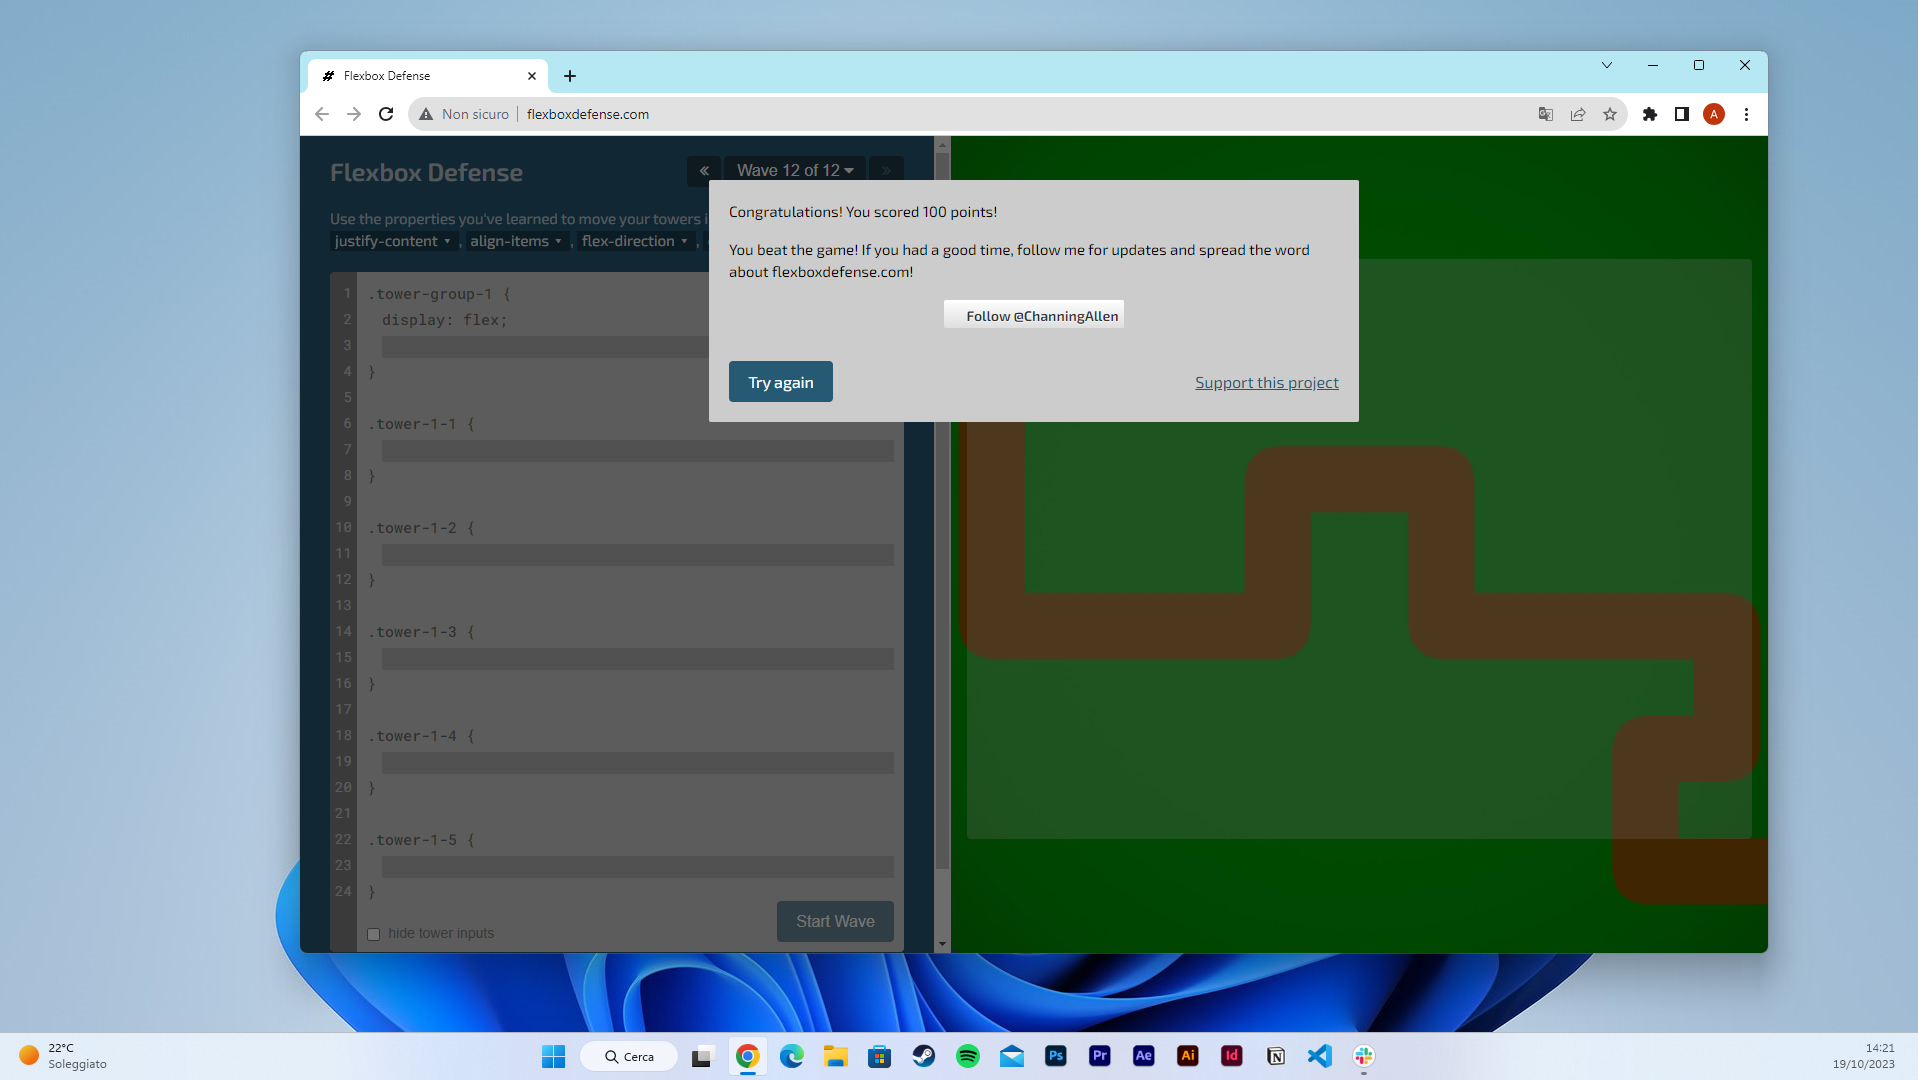 Flexbox Defense
Non sicuro
flexboxdefense.com
A
Flexbox Defense
« Wave 12 of 12 »
Use the properties you've learned to move your towers i
justify-content , align-items , flex-direction ,
1 .tower-group-1 {
2 display: flex;
3
4 }
5
6 .tower-1-1 {
7
8 }
9
10 .tower-1-2 {
11
12 }
13
14 .tower-1-3 {
15
16 }
17
18 .tower-1-4 {
19
20 }
21
22 .tower-1-5 {
23
24 }
hide tower inputs
Start Wave
Congratulations! You scored 100 points!
You beat the game! If you had a good time, follow me for updates and spread the word
about flexboxdefense.com!
Follow @ChanningAllen
Try again
Support this project
22°C
Soleggiato
Cerca
Ps
Pr
Ae
Ai
Id
N
14:21
19/10/2023